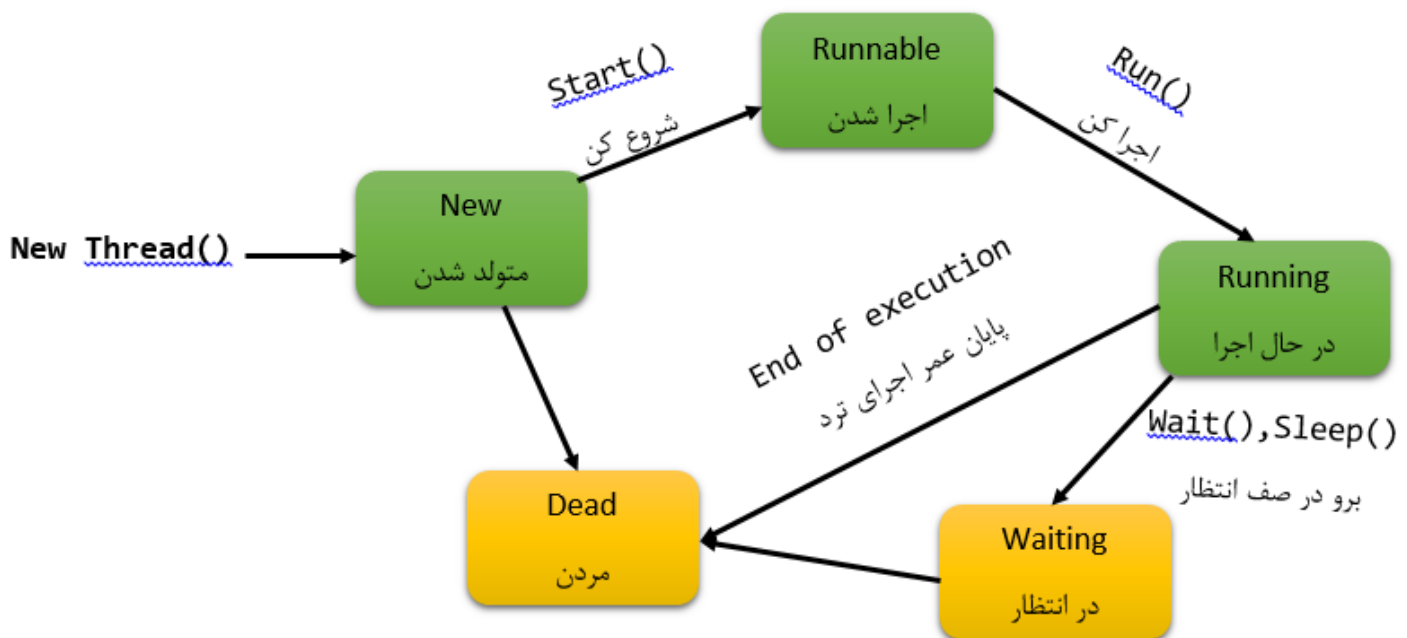 Runnable
اجرا شدن
Start()
شروع کن
Run()
اجرا کن
New
متولد شدن
New Thread()
Running
در حال اجرا
End of execution
پایان عمر اجرای ترد
Wait(),Sleep()
برو در صف انتظار
Dead
مردن
Waiting
در انتظار